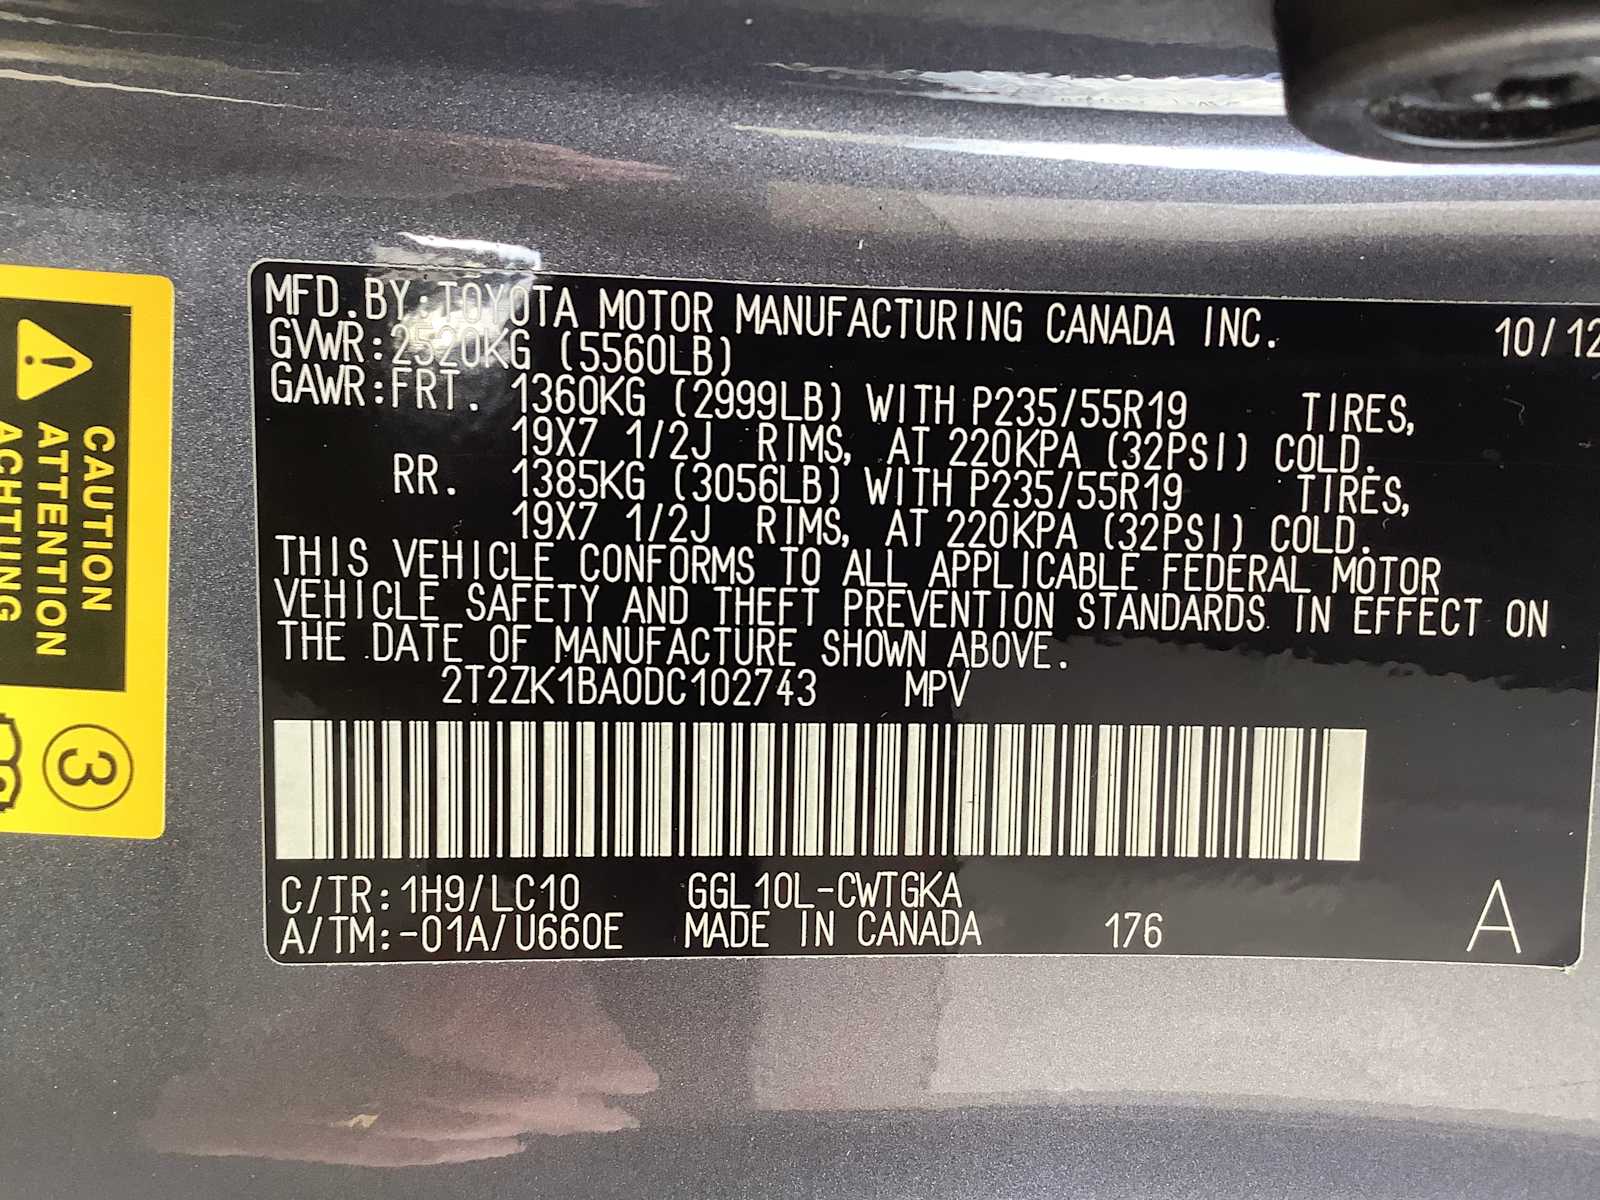 MFD.BY:TOYOTA MOTOR MANUFACTURING CANADA INC. 10/12
GVWR:2520KG (5560LB)
GAWR:FRT. 1360KG (2999LB) WITH P235/55R19 TIRES,
19X7 1/2J RIMS, AT 220KPA (32PSI) COLD.
RR. 1385KG (3056LB) WITH P235/55R19 TIRES,
19X7 1/2J RIMS, AT 220KPA (32PSI) COLD.
THIS VEHICLE CONFORMS TO ALL APPLICABLE FEDERAL MOTOR
VEHICLE SAFETY AND THEFT PREVENTION STANDARDS IN EFFECT ON
THE DATE OF MANUFACTURE SHOWN ABOVE.
2T2ZK1BA0DC102743 MPV
C/TR:1H9/LC10 GGL10L-CWTGKA
A/TM:-01A/U660E MADE IN CANADA 176 A
CAUTION
ATTENTION
ACHTUNG
3